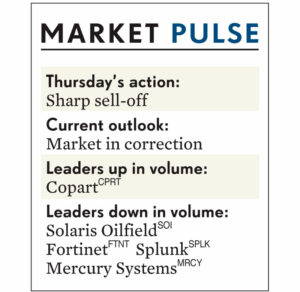 MARKET PULSE
Thursday's action:
Sharp sell-off
Current outlook:
Market in correction
Leaders up in volume:
Copart CPRT
Leaders down in volume:
Solaris Oilfield SOI
Fortinet FTNT Splunk SPLK
Mercury Systems MRCY